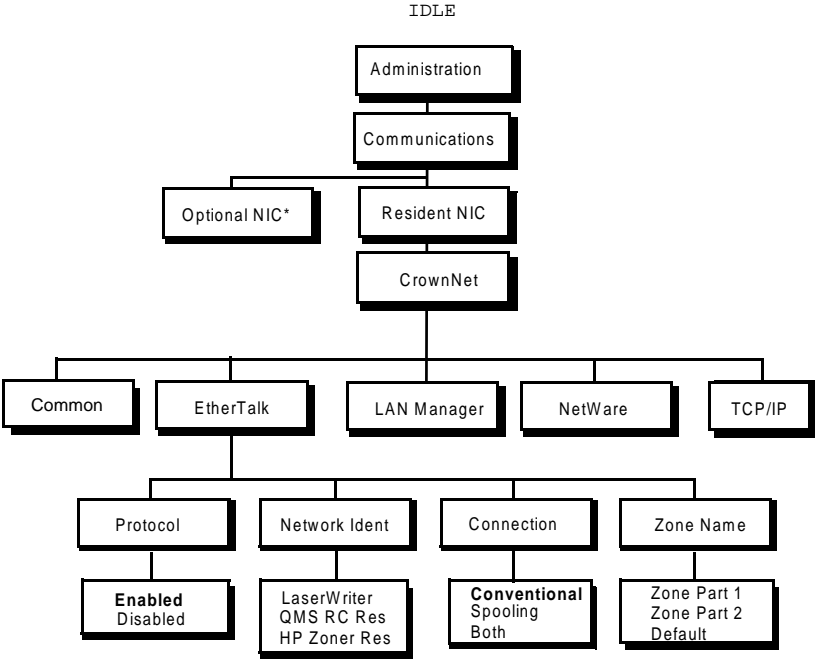 IDLE
Administration
Communications
Optional NIC*
Resident NIC
CrownNet
Common
EtherTalk
LAN Manager
NetWare
TCP/IP
Protocol
Network Ident
Connection
Zone Name
Enabled
Disabled
LaserWriter
QMS RC Res
HP Zoner Res
Conventional
Spooling
Both
Zone Part 1
Zone Part 2
Default